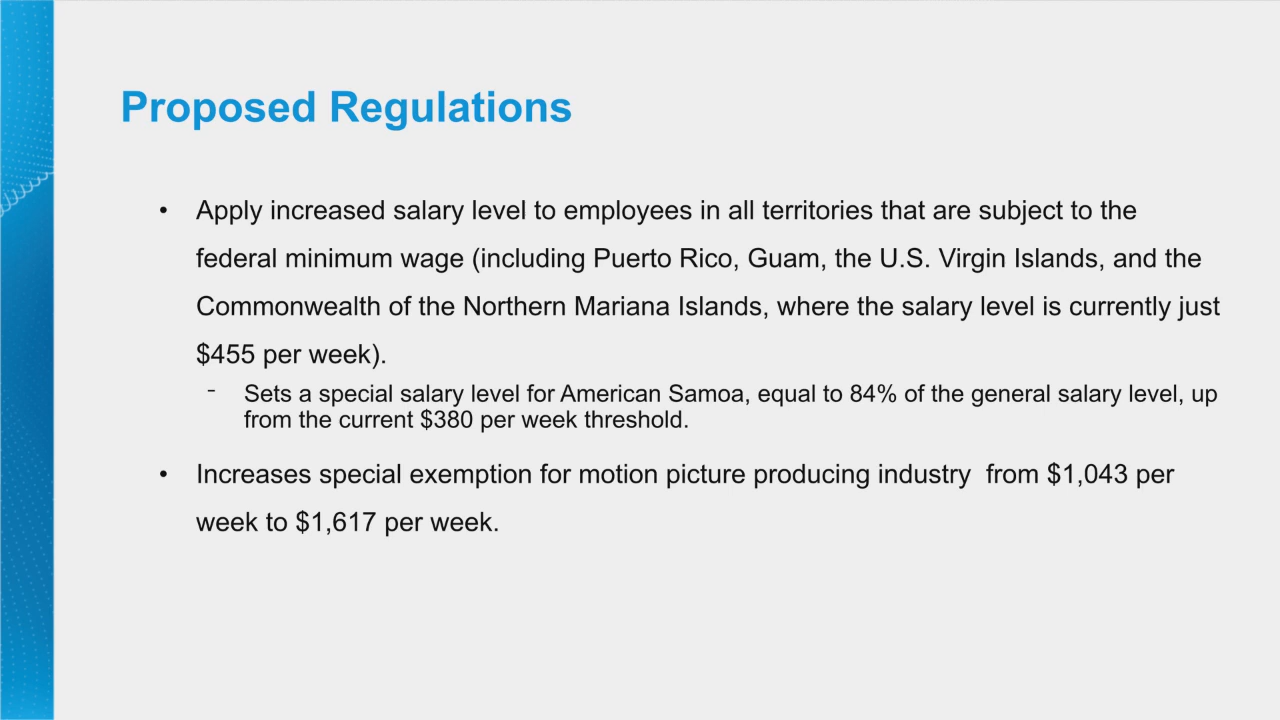 Proposed Regulations
• Apply increased salary level to employees in all territories that are subject to the
federal minimum wage (including Puerto Rico, Guam, the U.S. Virgin Islands, and the
Commonwealth of the Northern Mariana Islands, where the salary level is currently just
$455 per week).
- Sets a special salary level for American Samoa, equal to 84% of the general salary level, up
from the current $380 per week threshold.
• Increases special exemption for motion picture producing industry  from $1,043 per
week to $1,617 per week.